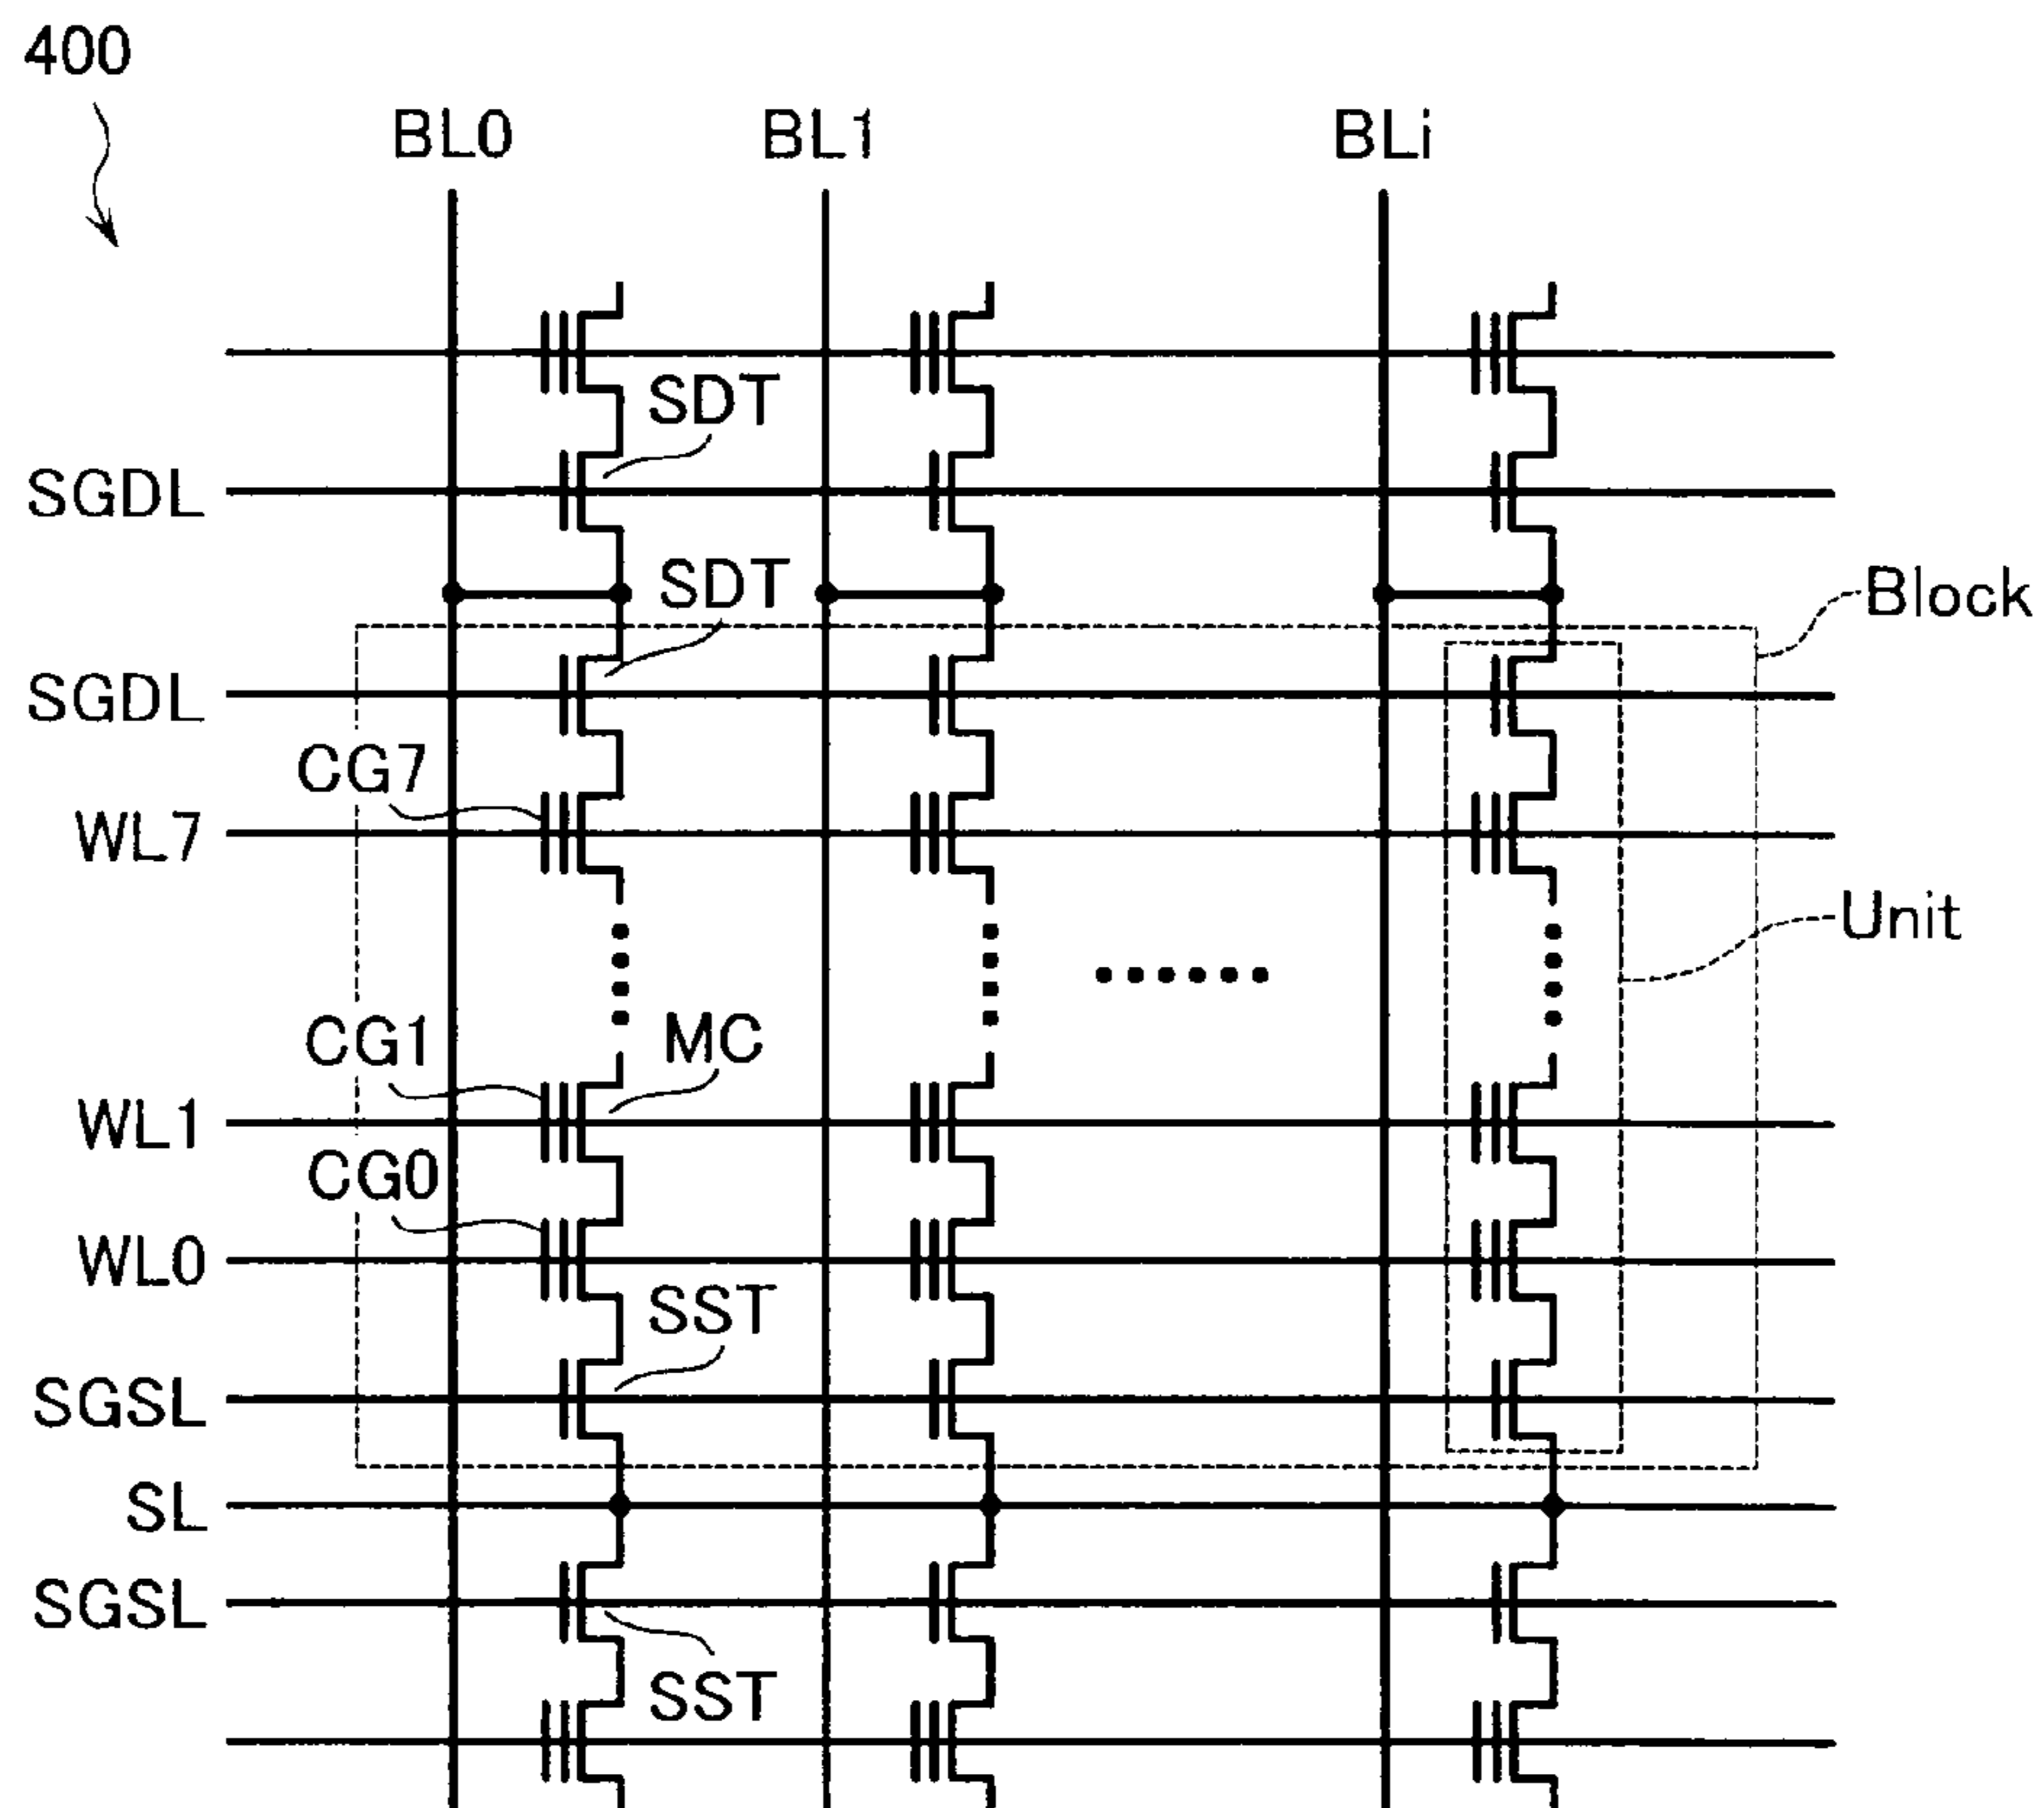 400
BL0 BL1 BLi
SDT
SGDL
SDT
Block
SGDL
CG7
WL7
Unit
CG1 MC
WL1
CG0
WL0
SST
SGSL
SL
SGSL
SST